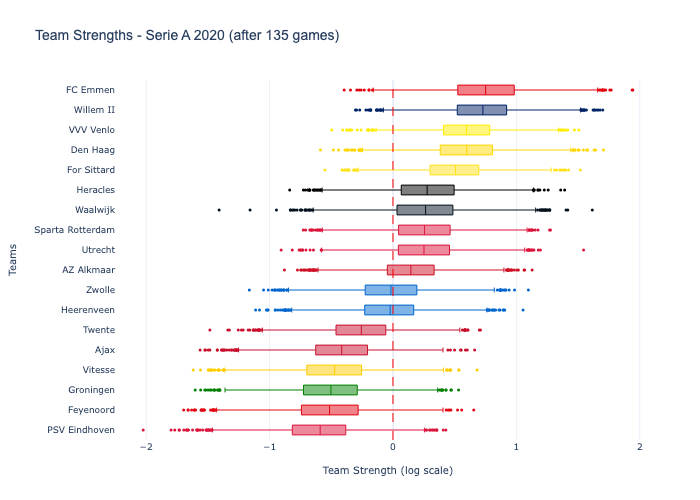 Team Strengths - Serie A 2020 (after 135 games)
FC Emmen
Willem II
VVV Venlo
Den Haag
For Sittard
Heracles
Waalwijk
Sparta Rotterdam
Utrecht
AZ Alkmaar
Zwolle
Heerenveen
Twente
Ajax
Vitesse
Groningen
Feyenoord
PSV Eindhoven
Teams
−2 −1 0 1 2
Team Strength (log scale)